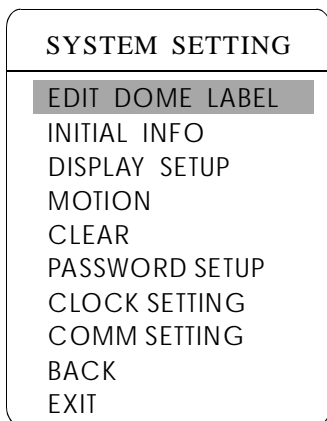 SYSTEM SETTING
EDIT DOME LABEL
INITIAL INFO
DISPLAY SETUP
MOTION
CLEAR
PASSWORD SETUP
CLOCK SETTING
COMM SETTING
BACK
EXIT